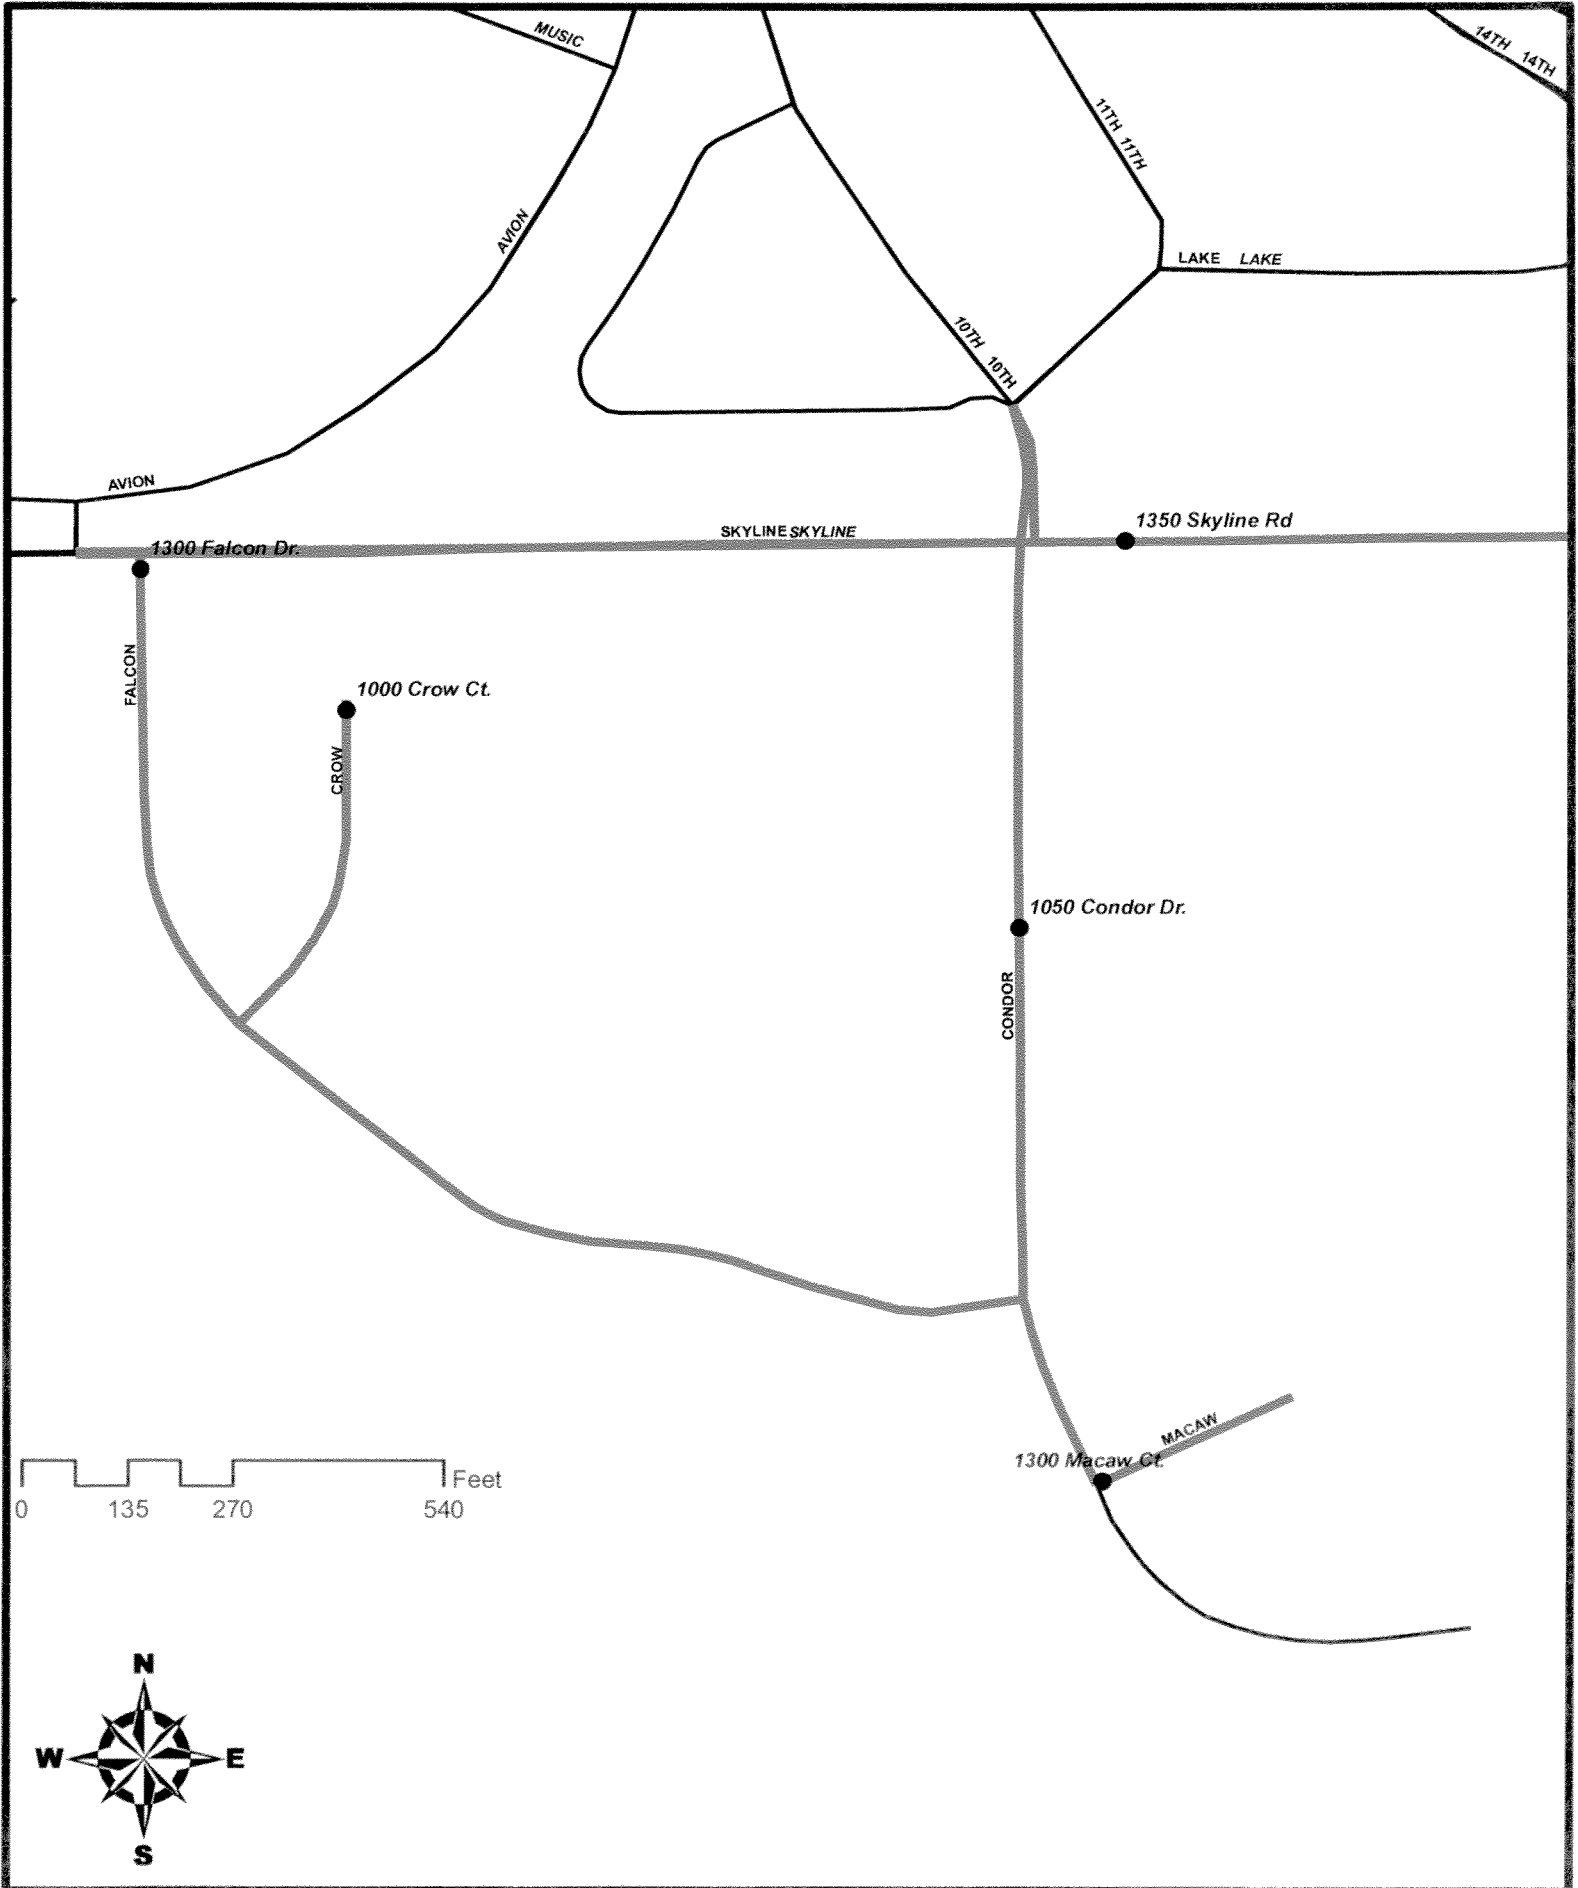 MUSIC
14TH 14TH
11TH 11TH
AVION
LAKE LAKE
10TH 10TH
AVION
SKYLINE SKYLINE
1350 Skyline Rd
1300 Falcon Dr.
FALCON
1000 Crow Ct.
CROW
1050 Condor Dr.
CONDOR
MACAW
1300 Macaw Ct.
Feet
0 135 270 540
N
W E
S